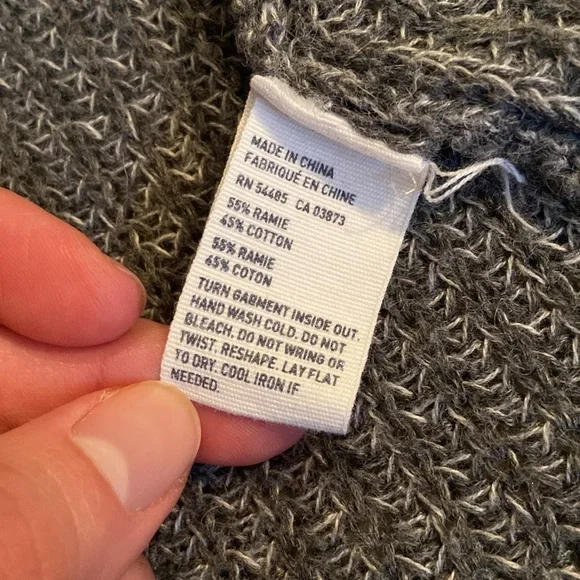 MADE IN CHINA
FABRIQUÉ EN CHINE
RN 54485 CA 03873
55% RAMIE
45% COTTON
55% RAMIE
45% COTON
TURN GARMENT INSIDE OUT.
HAND WASH COLD. DO NOT
BLEACH. DO NOT WRING OR
TWIST. RESHAPE. LAY FLAT
TO DRY. COOL IRON IF
NEEDED.